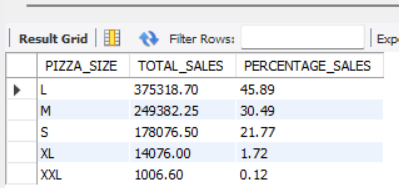 Result Grid Filter Rows: Exp
PIZZA_SIZE TOTAL_SALES PERCENTAGE_SALES
L 375318.70 45.89
M 249382.25 30.49
S 178076.50 21.77
XL 14076.00 1.72
XXL 1006.60 0.12